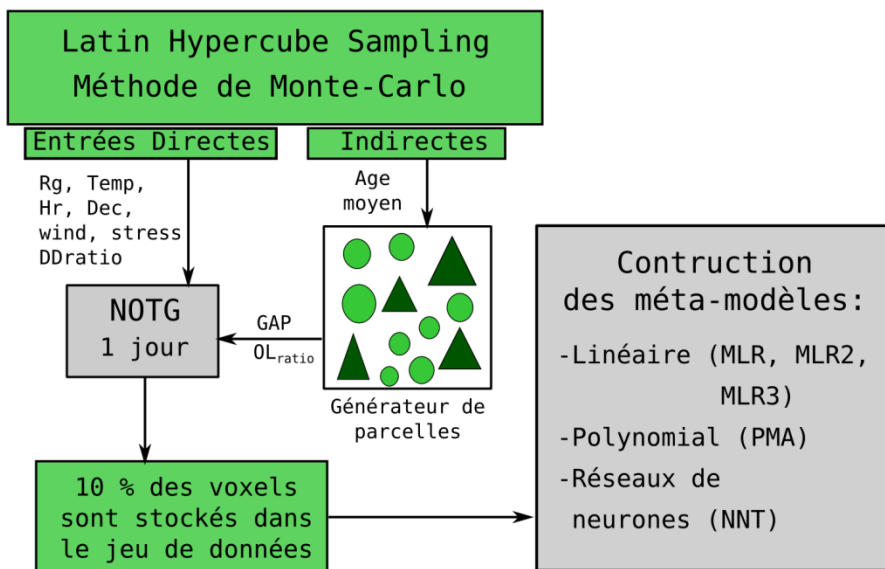 Latin Hypercube Sampling
Méthode de Monte-Carlo
Entrées Directes
Indirectes
Rg, Temp,
Hr, Dec,
wind, stress
DDratio
Age
moyen
NOTG
1 jour
GAP
OLratio
Générateur de
parcelles
10 % des voxels
sont stockés dans
le jeu de données
Contruction
des méta-modèles:
-Linéaire (MLR, MLR2,
MLR3)
-Polynomial (PMA)
-Réseaux de
neurones (NNT)